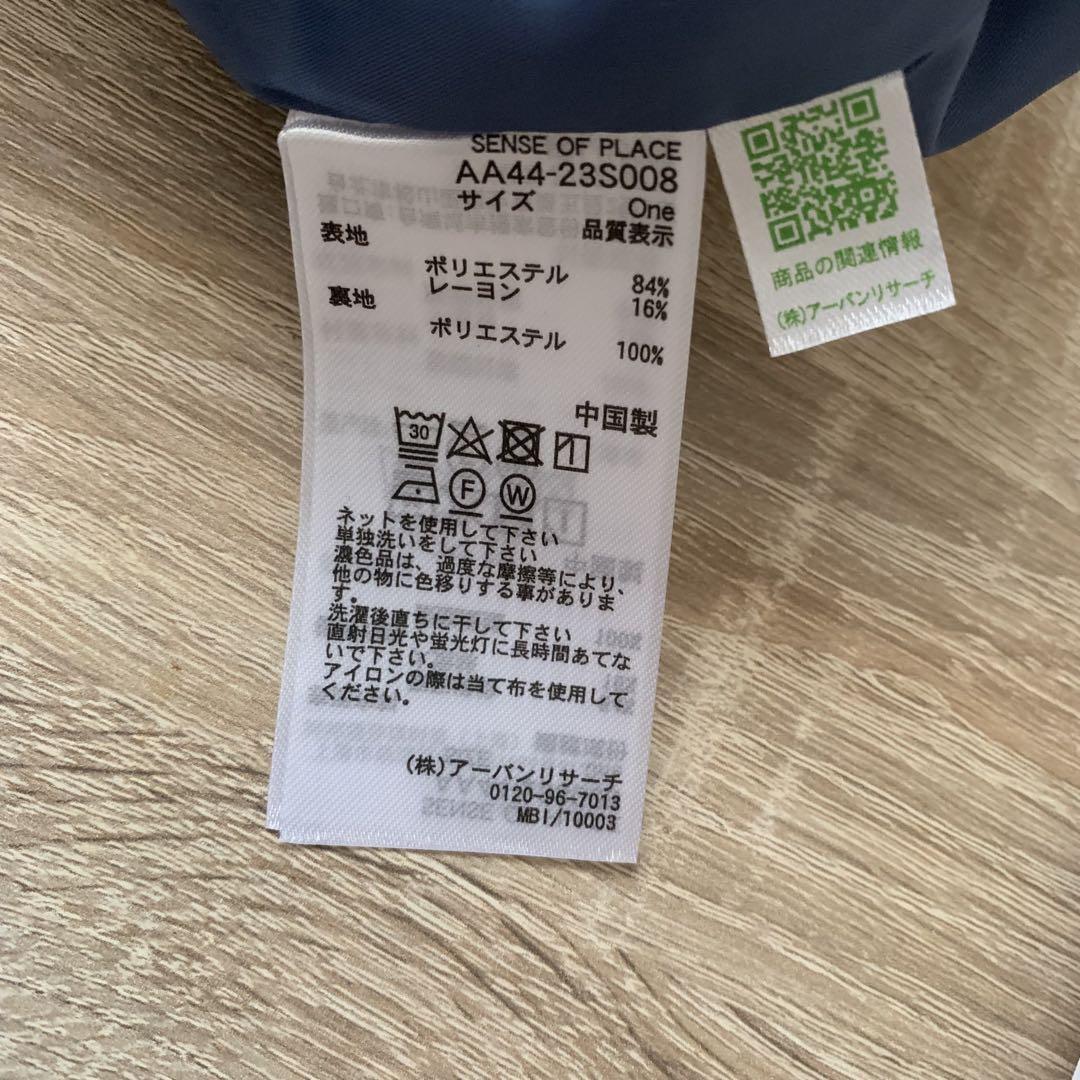 SENSE OF PLACE
AA44-23S008
サイズ One
品質表示
表地
ポリエステル 84%
レーヨン 16%
裏地
ポリエステル 100%
中国製
30
F W
ネットを使用して下さい
単独洗いをして下さい
濃色品は、過度な摩擦等により、
他の物に色移りする事がありま
す。
洗濯後直ちに干して下さい
直射日光や蛍光灯に長時間あてな
いで下さい。
アイロンの際は当て布を使用して
ください。
(株)アーバンリサーチ
0120-96-7013
MBI/10003
商品の関連情報
(株)アーバンリサーチ